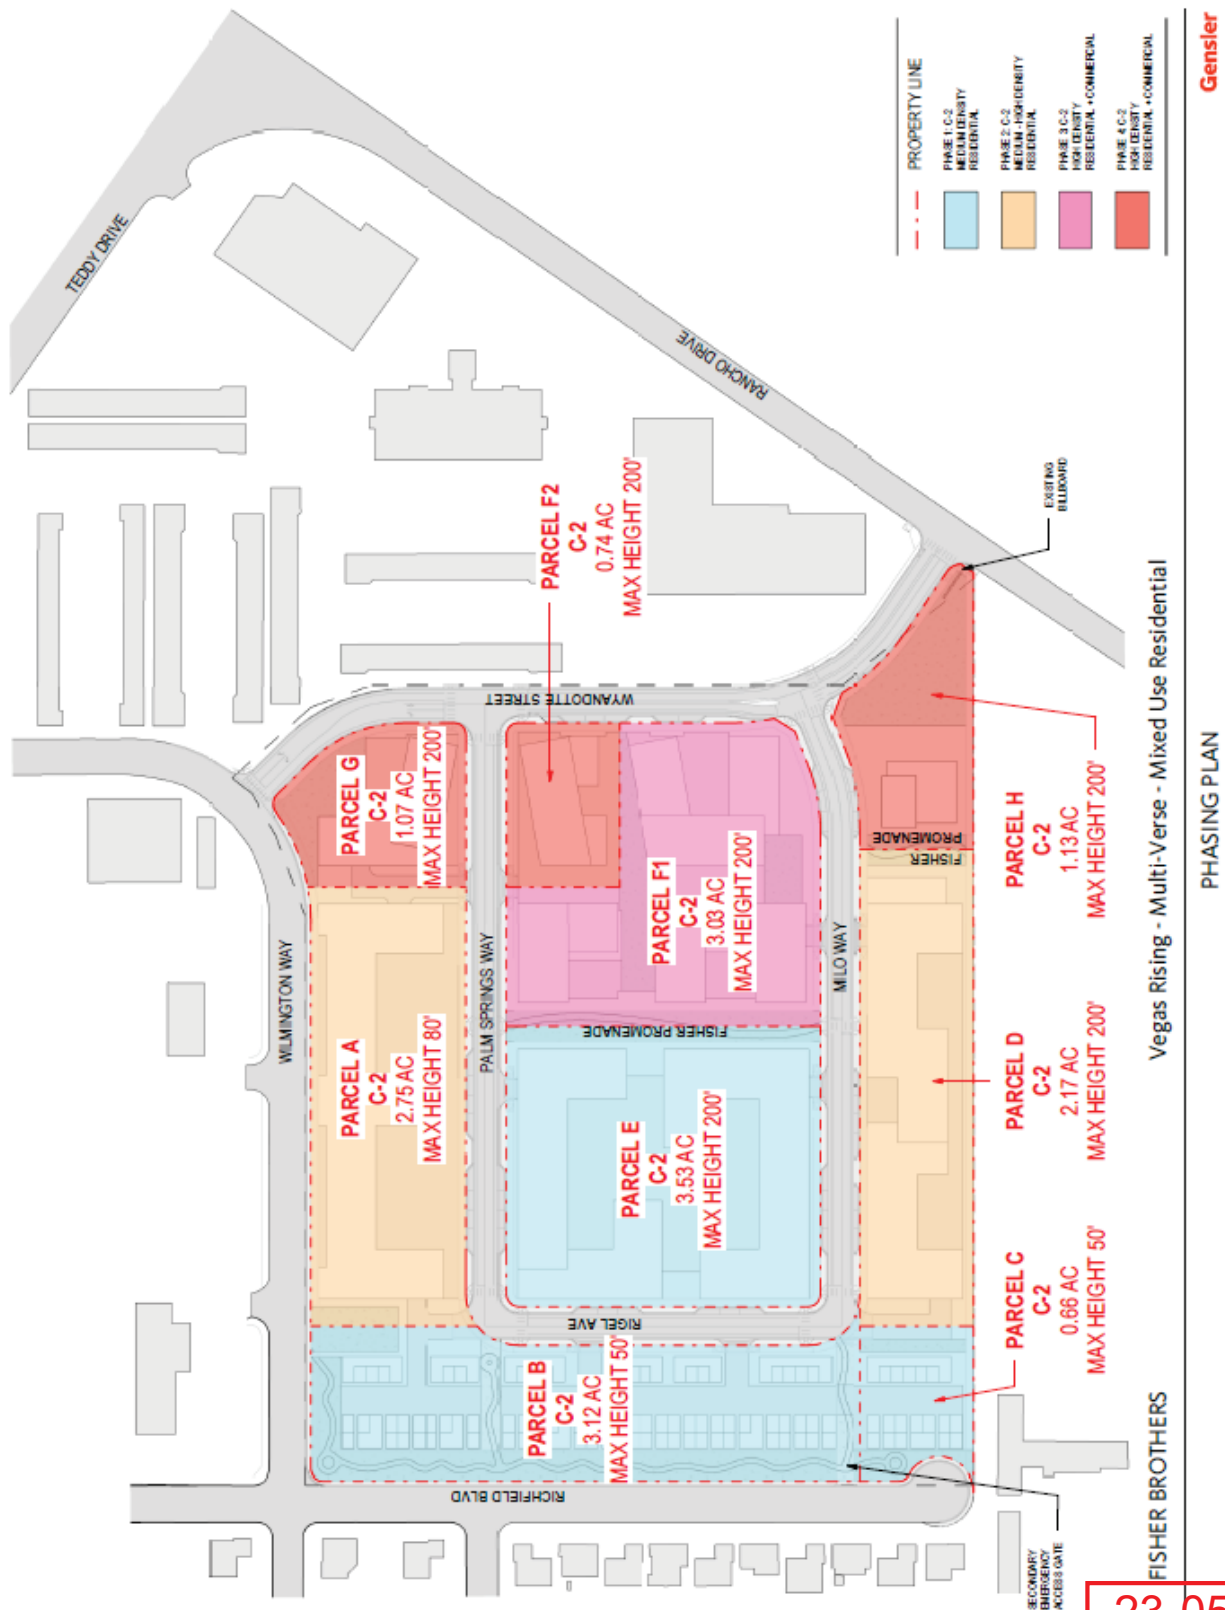 TEDDY DRIVE
RANCHO DRIVE
WILMINGTON WAY
PALM SPRINGS WAY
WYANDOTTE STREET
MILO WAY
RIGEL AVE
RICHFIELD BLVD
FISHER PROMENADE
FISHER
PROMENADE
PARCEL A
C-2
2.75 AC
MAX HEIGHT 80'
PARCEL G
C-2
1.07 AC
MAX HEIGHT 200'
PARCEL B
C-2
3.12 AC
MAX HEIGHT 50'
PARCEL E
C-2
3.53 AC
MAX HEIGHT 200'
PARCEL F1
C-2
3.03 AC
MAX HEIGHT 200'
PARCEL F2
C-2
0.74 AC
MAX HEIGHT 200'
PARCEL C
C-2
0.66 AC
MAX HEIGHT 50'
PARCEL D
C-2
2.17 AC
MAX HEIGHT 200'
PARCEL H
C-2
1.13 AC
MAX HEIGHT 200'
EXISTING
BILLBOARD
SECONDARY
EMERGENCY
ACCESS GATE
PROPERTY LINE
PHASE 1: C-2
MEDIUM DENSITY
RESIDENTIAL
PHASE 2: C-2
MEDIUM - HIGH DENSITY
RESIDENTIAL
PHASE 3: C-2
HIGH DENSITY
RESIDENTIAL + COMMERCIAL
PHASE 4: C-2
HIGH DENSITY
RESIDENTIAL + COMMERCIAL
FISHER BROTHERS
Vegas Rising - Multi-Verse - Mixed Use Residential
PHASING PLAN
Gensler